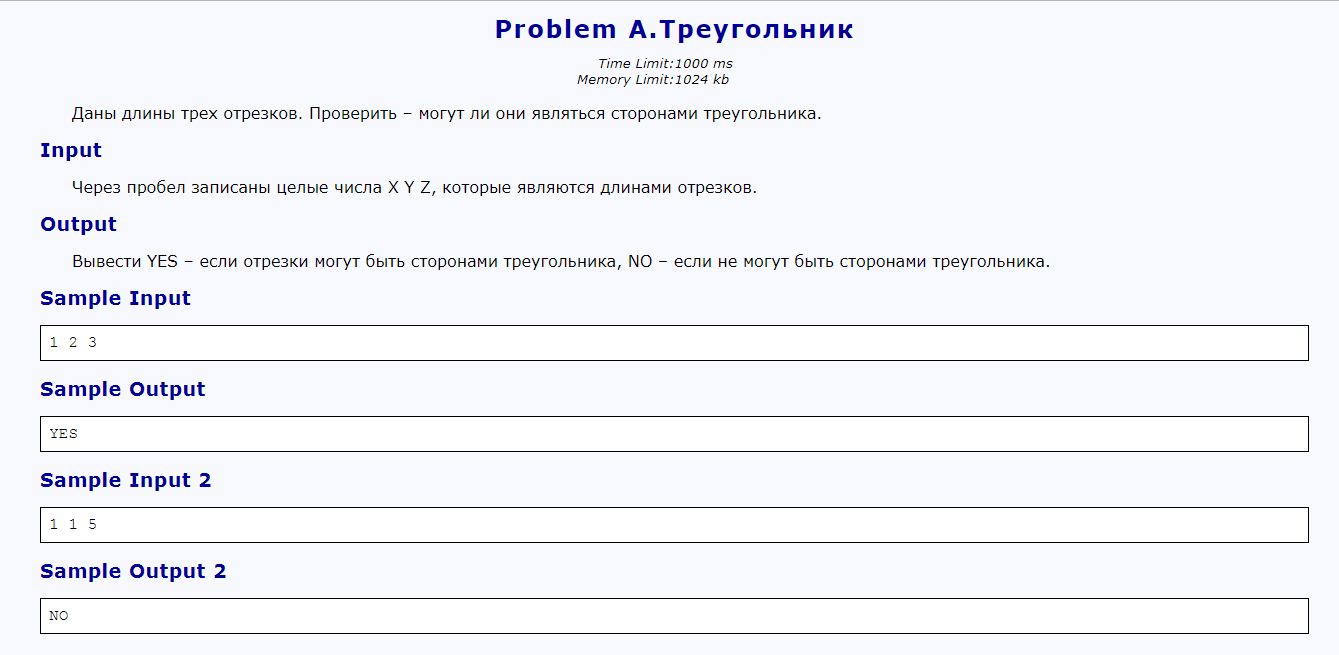 Problem A.Треугольник
Time Limit:1000 ms
Memory Limit:1024 kb
Даны длины трех отрезков. Проверить – могут ли они являться сторонами треугольника.
Input
Через пробел записаны целые числа X Y Z, которые являются длинами отрезков.
Output
Вывести YES – если отрезки могут быть сторонами треугольника, NO – если не могут быть сторонами треугольника.
Sample Input
1 2 3
Sample Output
YES
Sample Input 2
1 1 5
Sample Output 2
NO